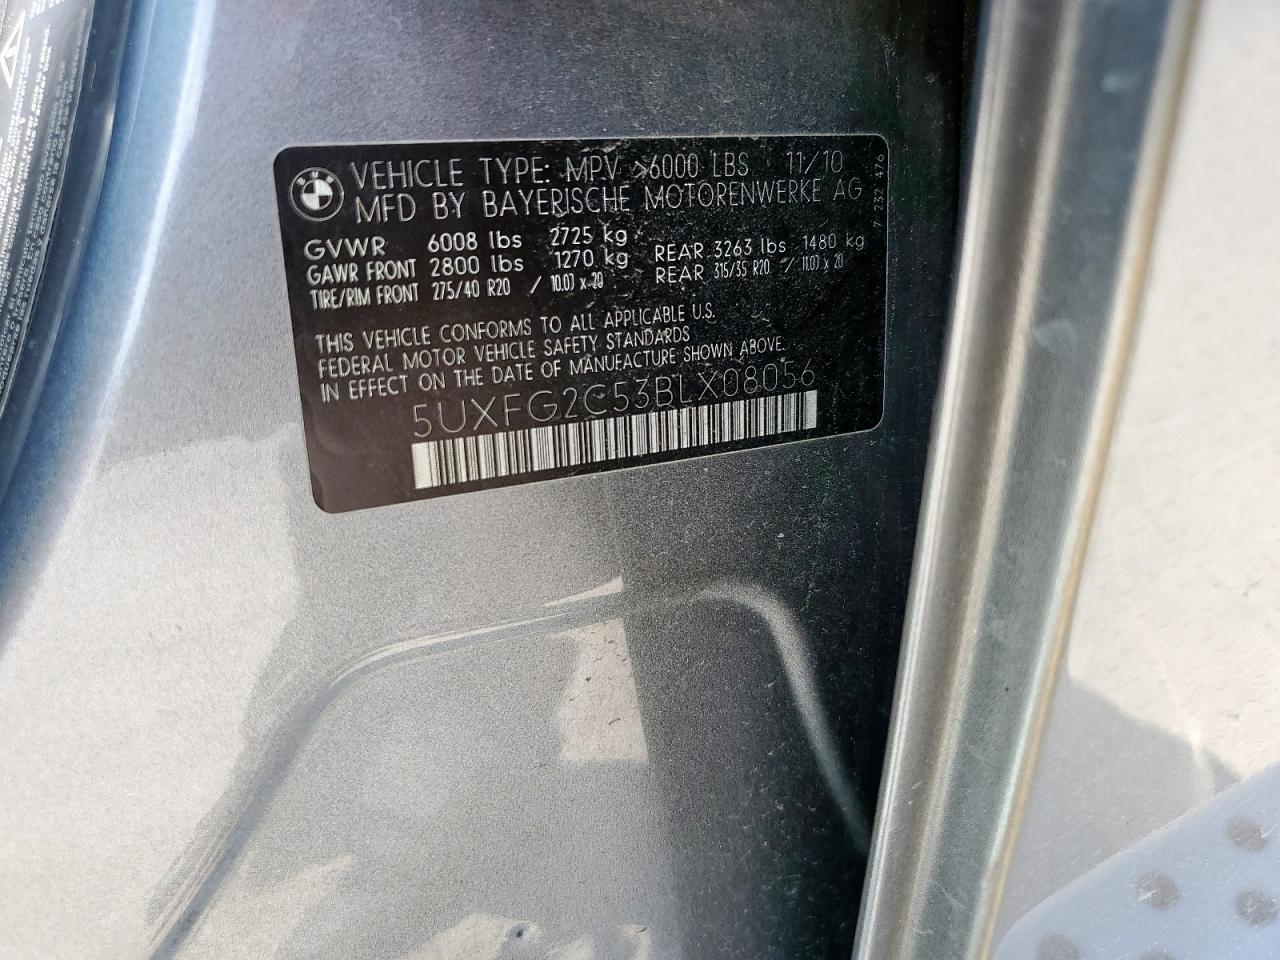 VEHICLE TYPE: MPV >6000 LBS 11/10
MFD BY BAYERISCHE MOTORENWERKE AG
7 232 476
GVWR 6008 lbs 2725 kg
GAWR FRONT 2800 lbs 1270 kg REAR 3263 lbs 1480 kg
TIRE/RIM FRONT 275/40 R20 / 10.0J x 20 REAR 315/35 R20 / 11.0J x 20
THIS VEHICLE CONFORMS TO ALL APPLICABLE U.S.
FEDERAL MOTOR VEHICLE SAFETY STANDARDS
IN EFFECT ON THE DATE OF MANUFACTURE SHOWN ABOVE.
5UXFG2C53BLX08056